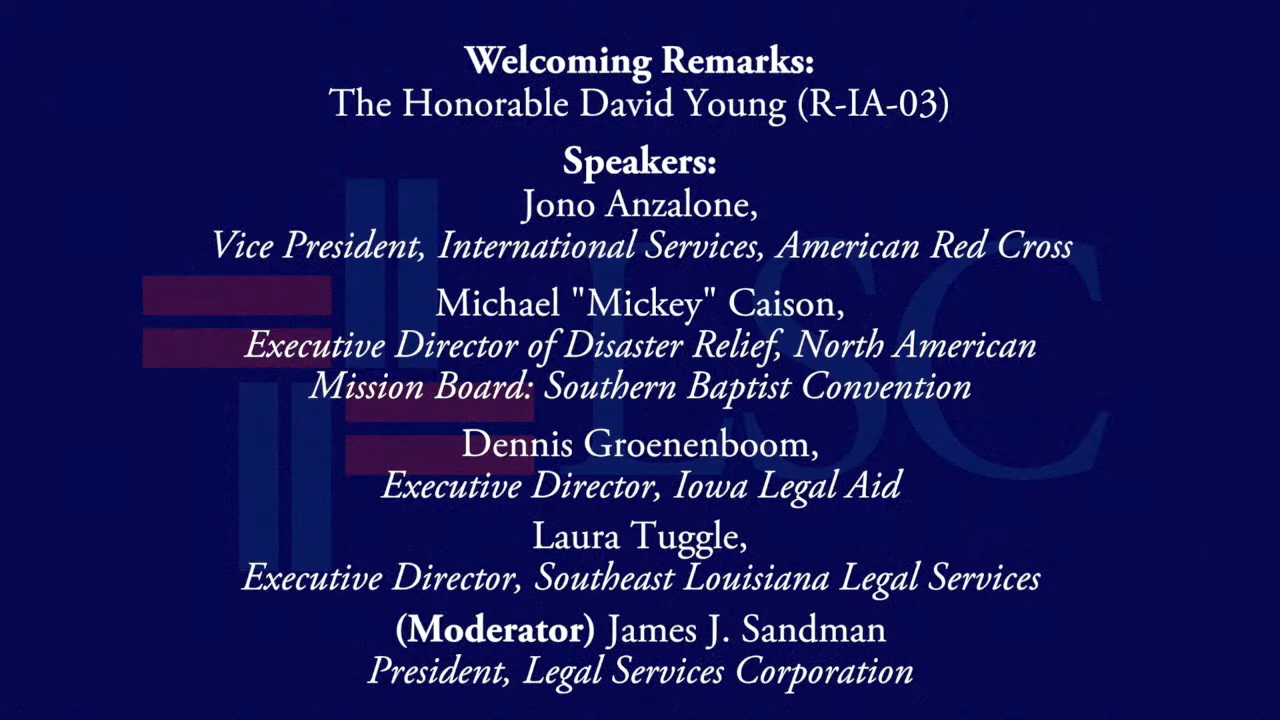 Welcoming Remarks:
The Honorable David Young (R-IA-03)
Speakers:
Jono Anzalone,
Vice President, International Services, American Red Cross
Michael "Mickey" Caison,
Executive Director of Disaster Relief, North American
Mission Board: Southern Baptist Convention
Dennis Groenenboom,
Executive Director, Iowa Legal Aid
Laura Tuggle,
Executive Director, Southeast Louisiana Legal Services
(Moderator) James J. Sandman
President, Legal Services Corporation
LSC